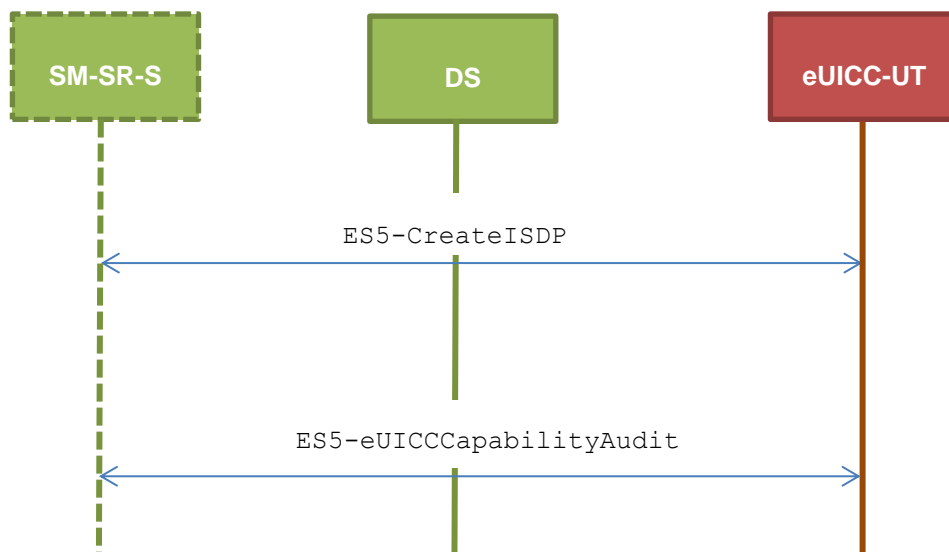 SM-SR-S
DS
eUICC-UT
ES5-CreateISDP
ES5-eUICCCapabilityAudit